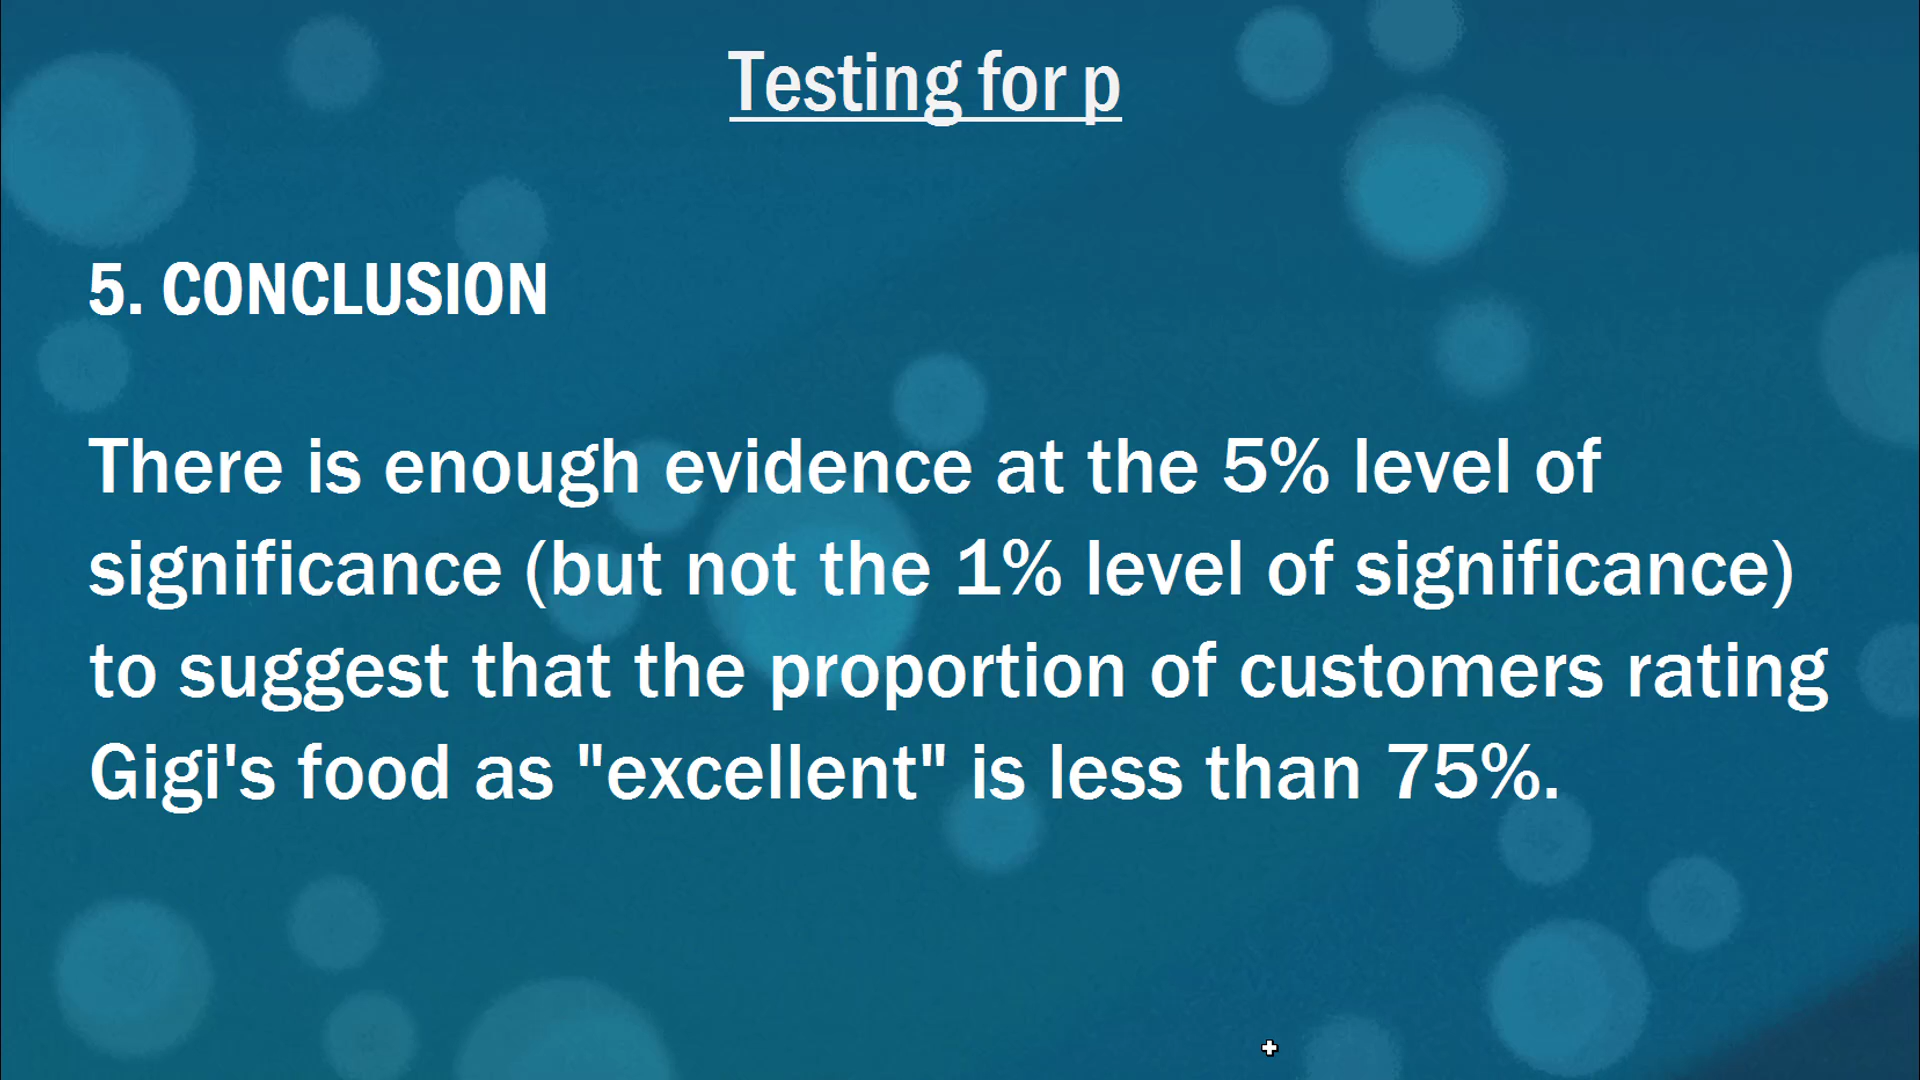 Testing for p
5. CONCLUSION
There is enough evidence at the 5% level of
significance (but not the 1% level of significance)
to suggest that the proportion of customers rating
Gigi's food as "excellent" is less than 75%.